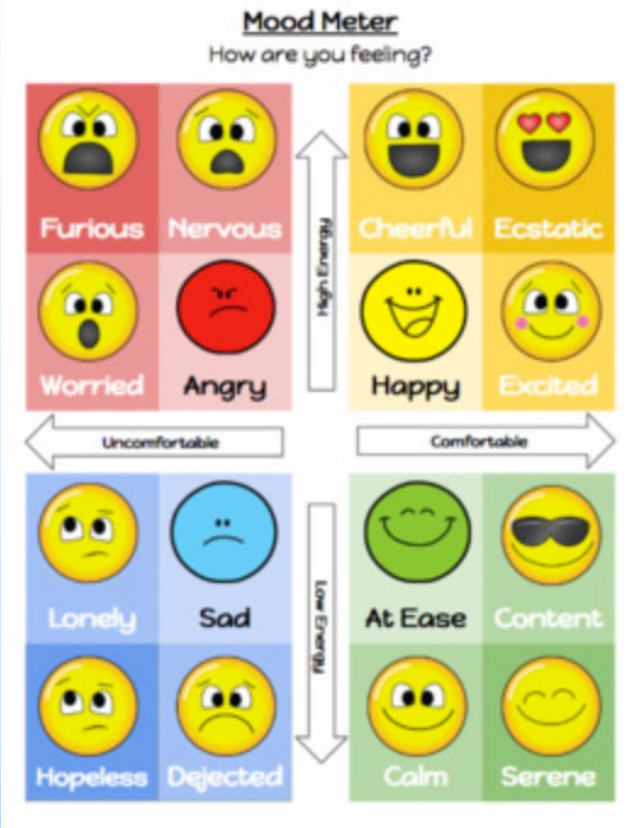 Mood Meter
How are you feeling?
Furious Nervous
Cheerful Ecstatic
High Energy
Worried Angry
Happy Excited
Uncomfortable
Comfortable
Lonely Sad
At Ease Content
Low Energy
Hopeless Dejected
Calm Serene